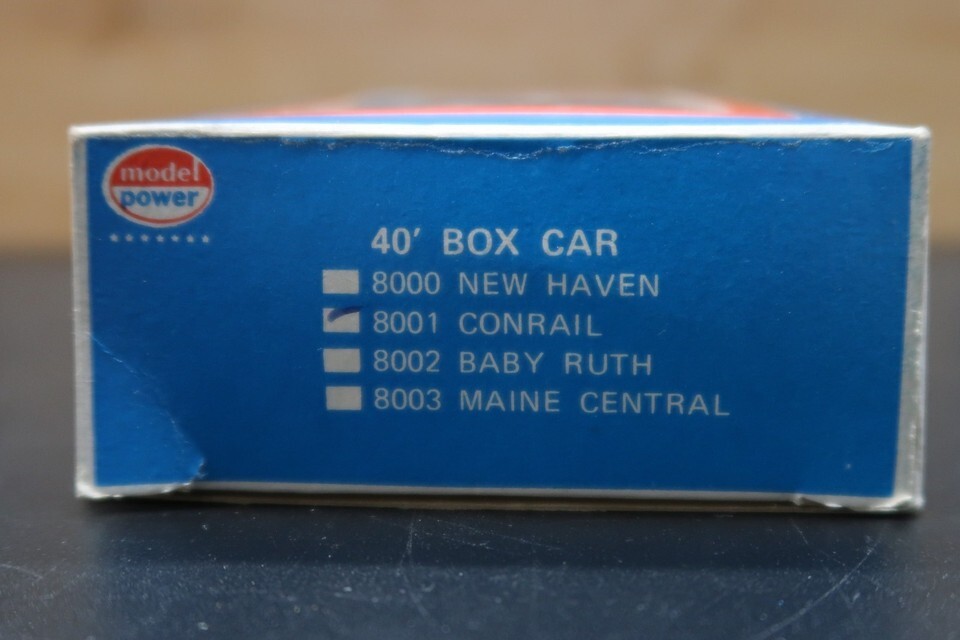 model
power
40' BOX CAR
8000 NEW HAVEN
8001 CONRAIL
8002 BABY RUTH
8003 MAINE CENTRAL